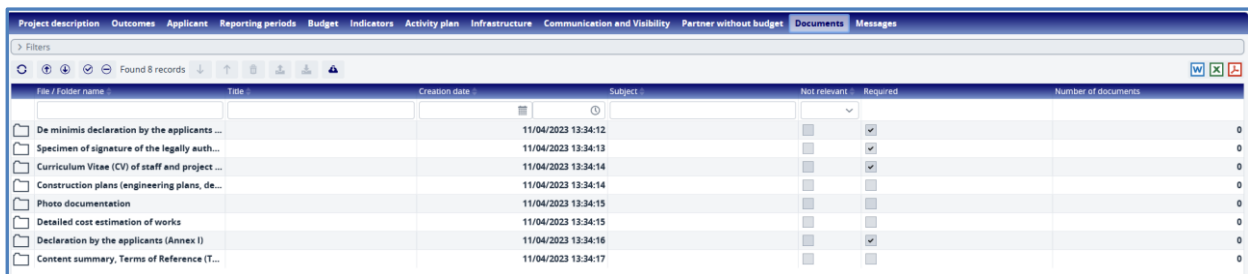 Project description Outcomes Applicant Reporting periods Budget Indicators Activity plan Infrastructure Communication and Visibility Partner without budget Documents Messages
> Filters
Found 8 records
File / Folder name Title Creation date Subject Not relevant Required Number of documents
De minimis declaration by the applicants ... 11/04/2023 13:34:12 0
Specimen of signature of the legally auth... 11/04/2023 13:34:13 0
Curriculum Vitae (CV) of staff and project ... 11/04/2023 13:34:14 0
Construction plans (engineering plans, de... 11/04/2023 13:34:14 0
Photo documentation 11/04/2023 13:34:15 0
Detailed cost estimation of works 11/04/2023 13:34:15 0
Declaration by the applicants (Annex I) 11/04/2023 13:34:16 0
Content summary, Terms of Reference (T... 11/04/2023 13:34:17 0